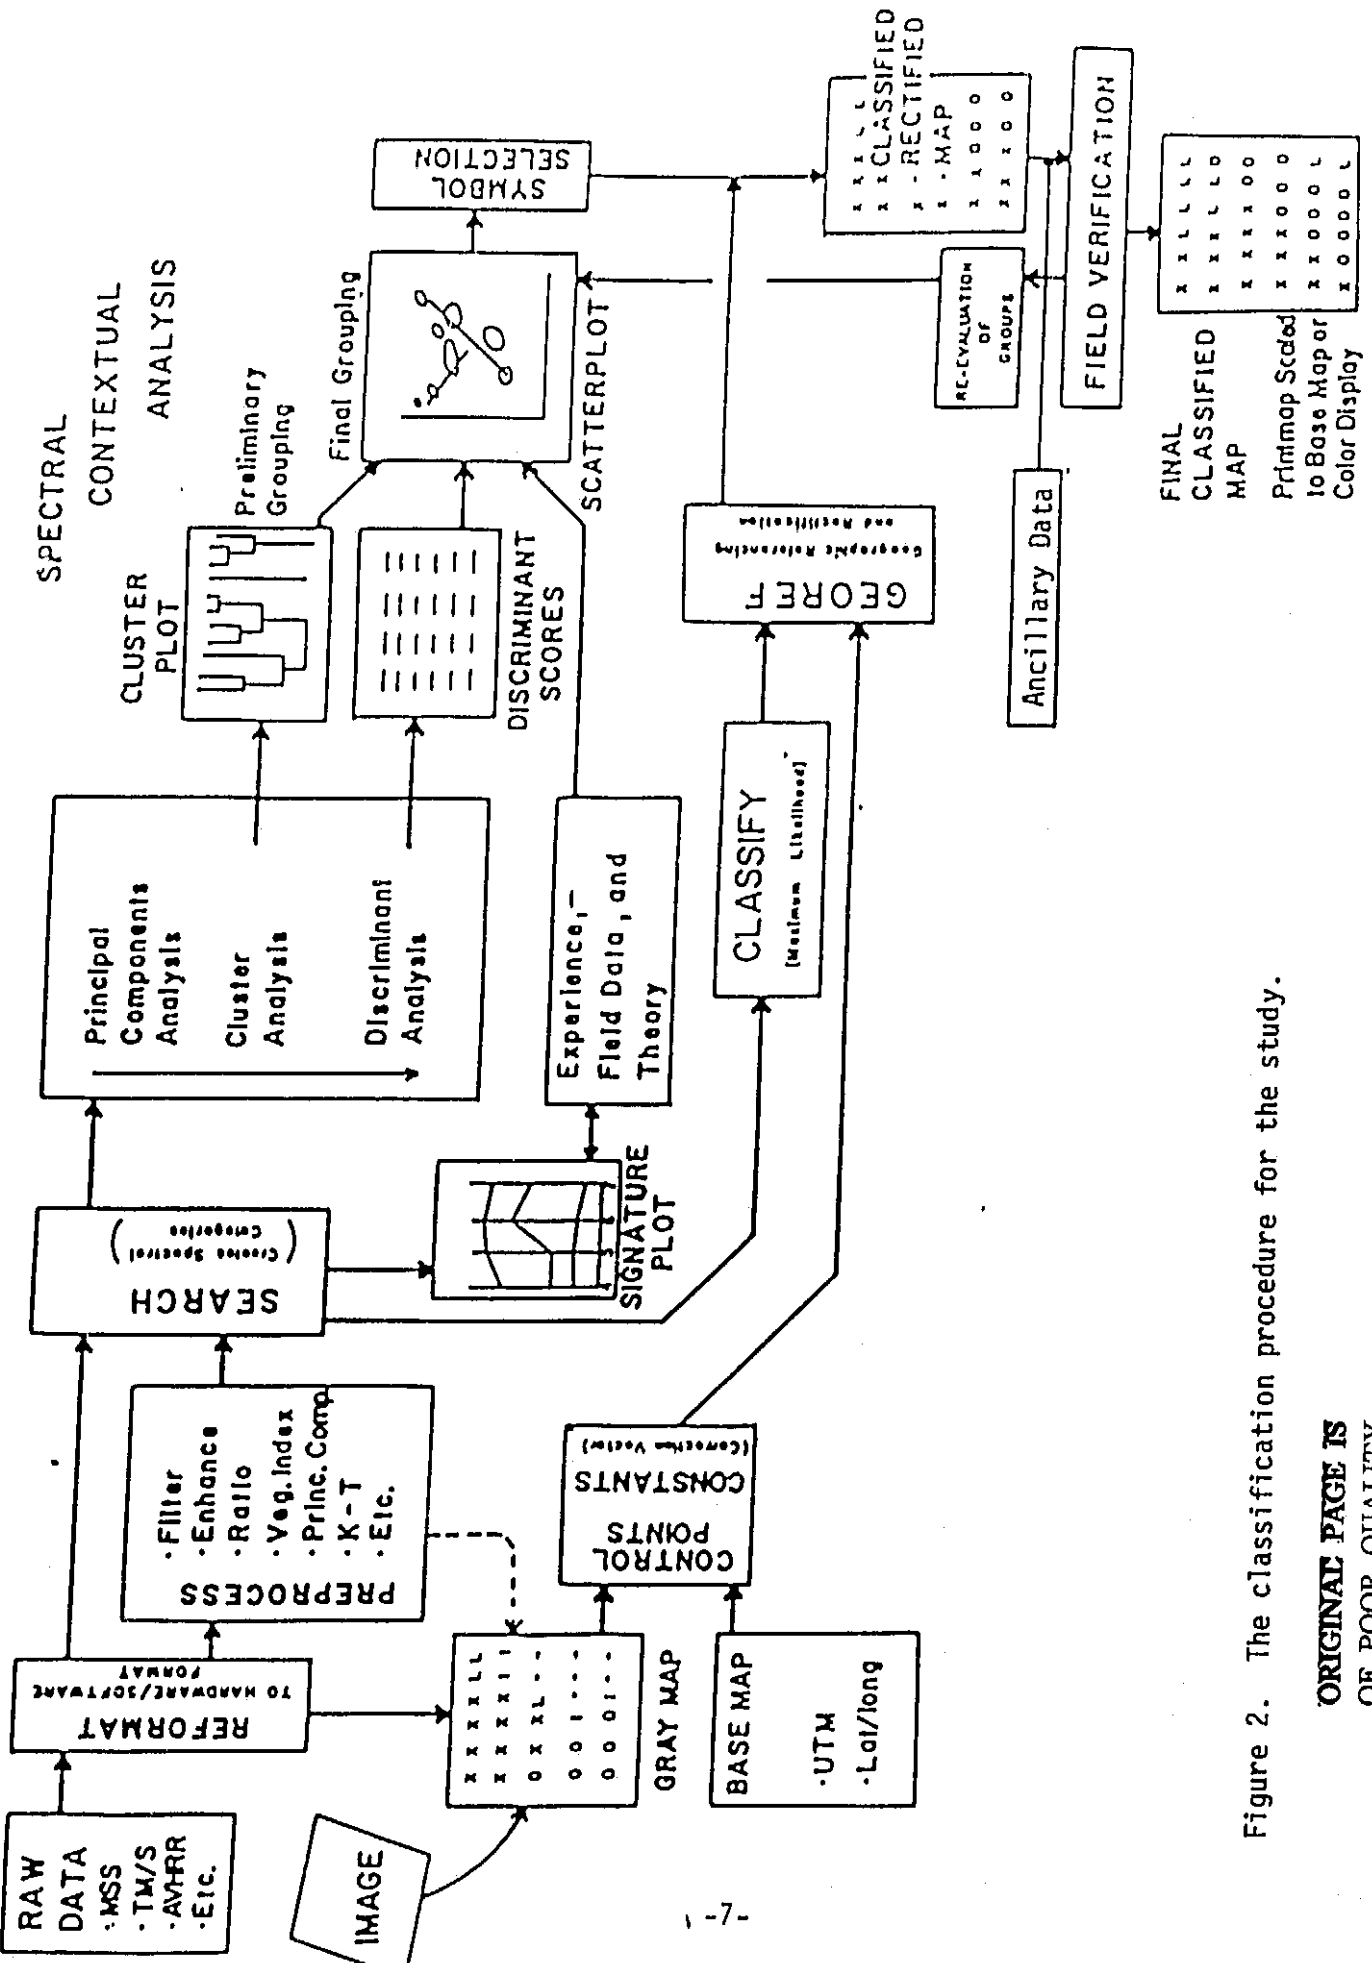 RAW
DATA
·MSS
·TM/S
·AVHRR
·Etc.
IMAGE
REFORMAT
TO HARDWARE/SOFTWARE
FORMAT
PREPROCESS
·Filter
·Enhance
·Ratio
·Veg. Index
·Princ. Comp
·K-T
·Etc.
X X X X L L
X X X X I I
O X X L - -
O O I - - -
O O O I - -
GRAY MAP
BASE MAP
·UTM
·Lat/long
CONTROL
POINTS
CONSTANTS
(Correction Vector)
SEARCH
(Creates Spectral
Categories)
SIGNATURE
PLOT
Principal
Components
Analysis
Cluster
Analysis
Discriminant
Analysis
Experience,-
Field Data, and
Theory
SPECTRAL
CONTEXTUAL
ANALYSIS
CLUSTER
PLOT
Preliminary
Grouping
DISCRIMINANT
SCORES
Final Grouping
SCATTERPLOT
SYMBOL
SELECTION
CLASSIFY
[Maximum Likelihood]
GEOREF
Geographic Referencing
and Rectification
CLASSIFIED
-RECTIFIED
-MAP
RE-EVALUATION
OF
GROUPS
Ancillary Data
FIELD VERIFICATION
X X L L L L
X X X L L O
X X X X O O
X X X O O O
X X O O O L
X O O O O L
FINAL
CLASSIFIED
MAP
Printmap Scaled
to Base Map or
Color Display
Figure 2. The classification procedure for the study.
-7-
ORIGINAL PAGE IS
OF POOR QUALITY